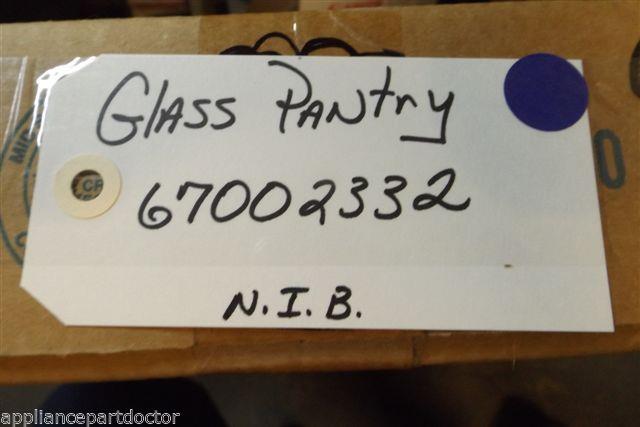 Glass Pantry
67002332
N.I.B.
appliancepartdoctor